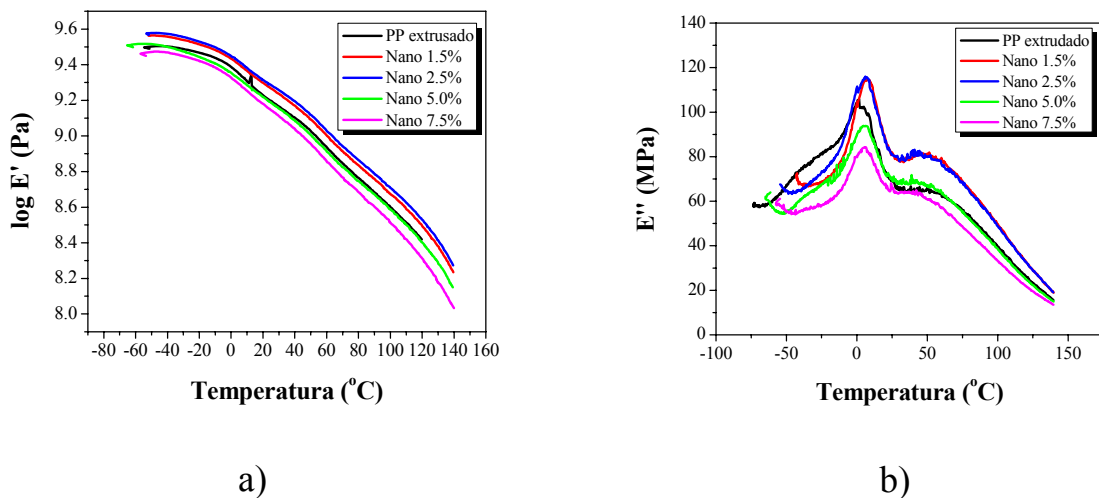 9.6
9.4
9.2
9.0
8.8
8.6
8.4
8.2
8.0
log E' (Pa)
PP extrusado
Nano 1.5%
Nano 2.5%
Nano 5.0%
Nano 7.5%
-80 -60 -40 -20 0 20 40 60 80 100 120 140 160
Temperatura (°C)
a)
140
120
100
80
60
40
20
0
E'' (MPa)
PP extrudado
Nano 1.5%
Nano 2.5%
Nano 5.0%
Nano 7.5%
-100 -50 0 50 100 150
Temperatura (°C)
b)